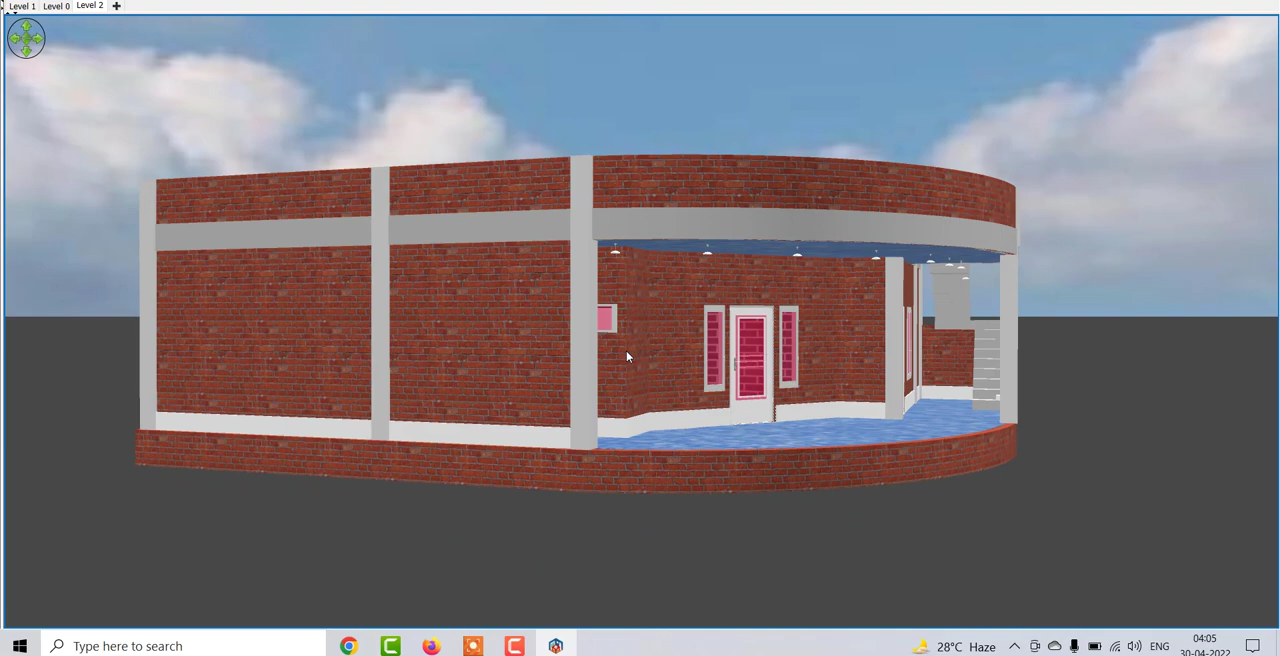 Level 1 Level 0 Level 2
Type here to search
28°C Haze
ENG
04:05
30-04-2022